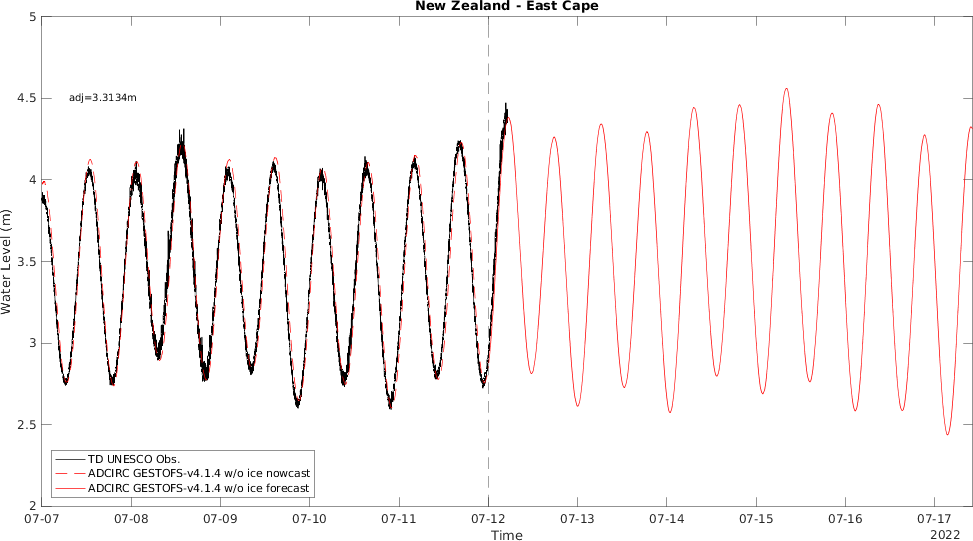 New Zealand - East Cape
5
4.5
4
3.5
3
2.5
2
Water Level (m)
adj=3.3134m
TD UNESCO Obs.
ADCIRC GESTOFS-v4.1.4 w/o ice nowcast
ADCIRC GESTOFS-v4.1.4 w/o ice forecast
07-07 07-08 07-09 07-10 07-11 07-12 07-13 07-14 07-15 07-16 07-17
Time
2022